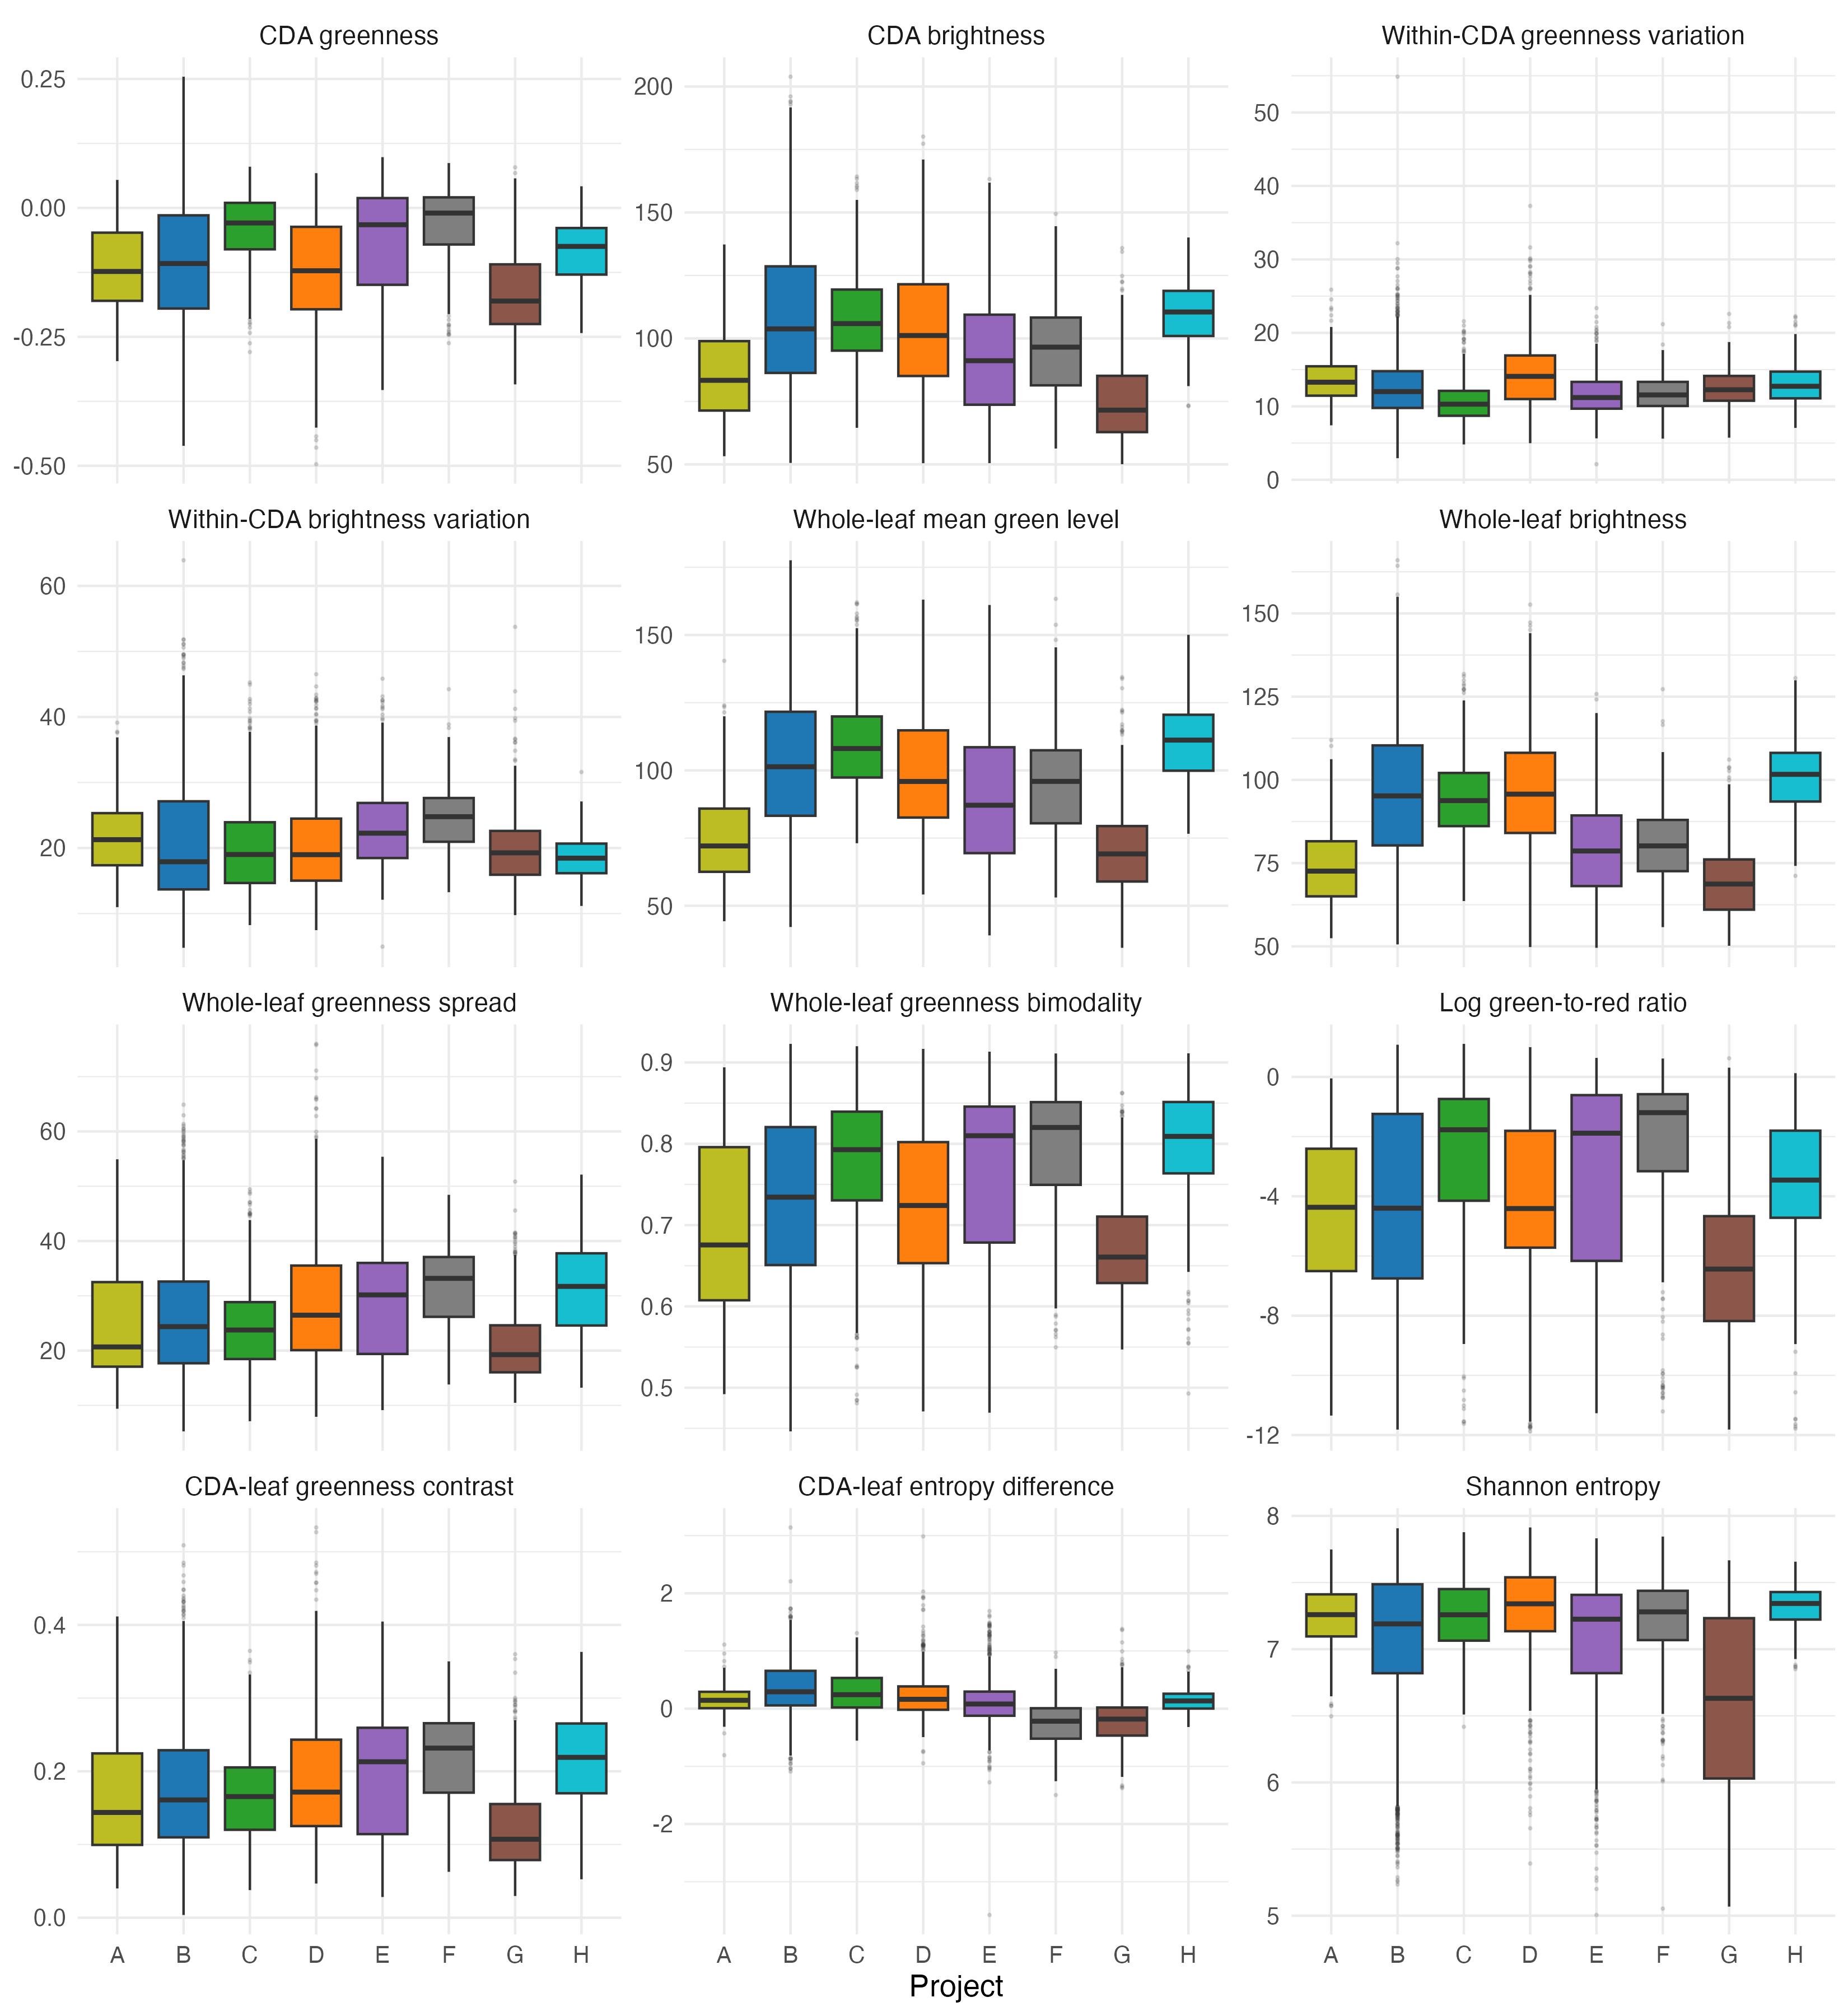 CDA greenness
CDA brightness
Within-CDA greenness variation
0.25
0.00
-0.25
-0.50
200
150
100
50
50
40
30
20
10
0
Within-CDA brightness variation
Whole-leaf mean green level
Whole-leaf brightness
60
40
20
150
100
50
150
125
100
75
50
Whole-leaf greenness spread
Whole-leaf greenness bimodality
Log green-to-red ratio
60
40
20
0.9
0.8
0.7
0.6
0.5
0
-4
-8
-12
CDA-leaf greenness contrast
CDA-leaf entropy difference
Shannon entropy
0.4
0.2
0.0
2
0
-2
8
7
6
5
A B C D E F G H
A B C D E F G H
A B C D E F G H
Project